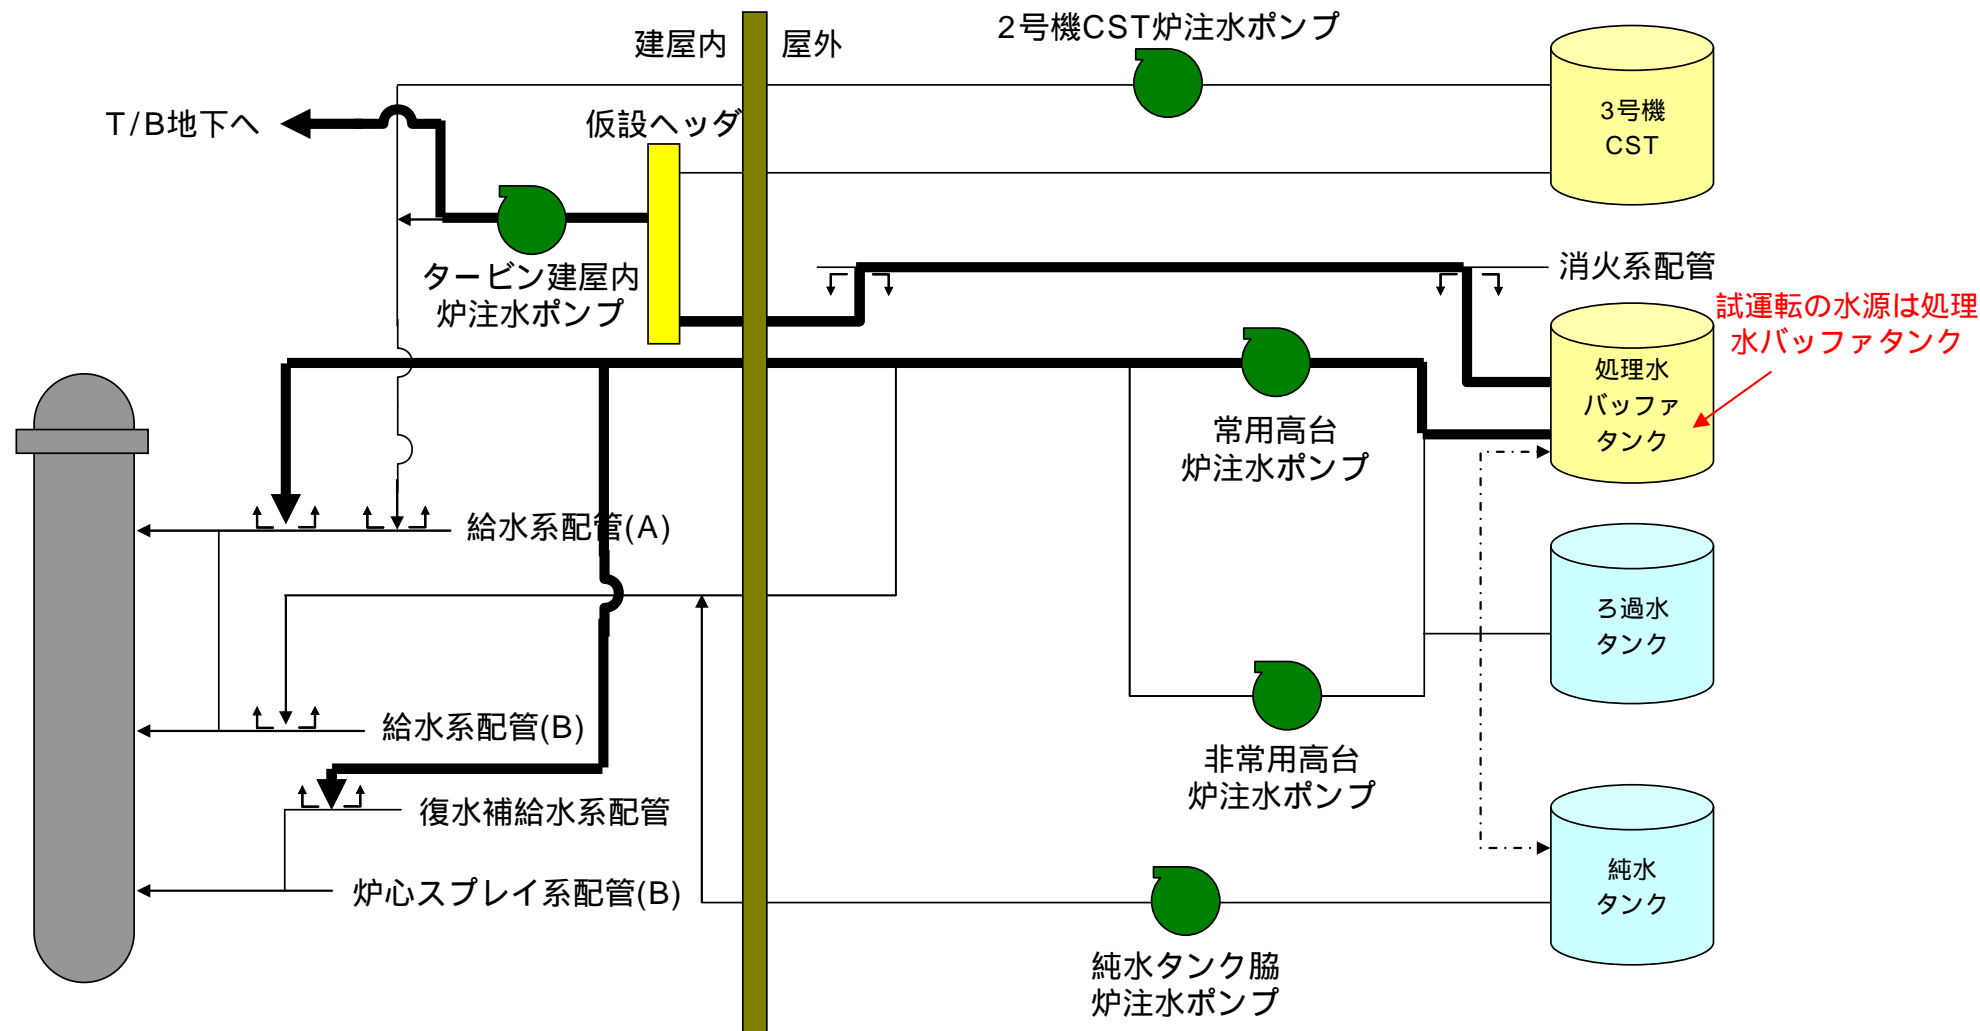 2号機CST炉注水ポンプ
建屋内
屋外
T/B地下へ
仮設ヘッダ
3号機
CST
タービン建屋内
炉注水ポンプ
消火系配管
試運転の水源は処理
水バッファタンク
処理水
バッファ
タンク
常用高台
炉注水ポンプ
給水系配管(A)
ろ過水
タンク
給水系配管(B)
非常用高台
炉注水ポンプ
復水補給水系配管
炉心スプレイ系配管(B)
純水
タンク
純水タンク脇
炉注水ポンプ